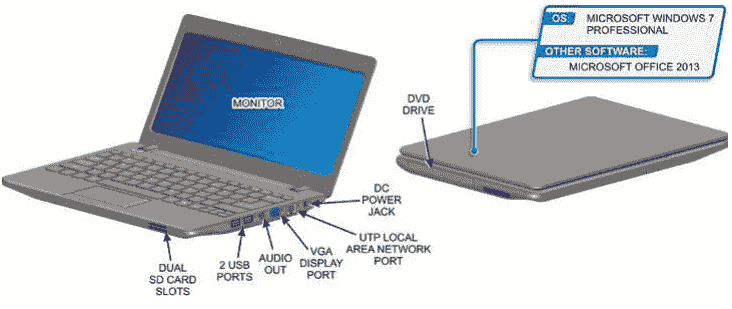 OS: MICROSOFT WINDOWS 7
PROFESSIONAL
OTHER SOFTWARE:
MICROSOFT OFFICE 2013
MONITOR
DVD
DRIVE
DC
POWER
JACK
UTP LOCAL
AREA NETWORK
PORT
VGA
DISPLAY
PORT
AUDIO
OUT
2 USB
PORTS
DUAL
SD CARD
SLOTS